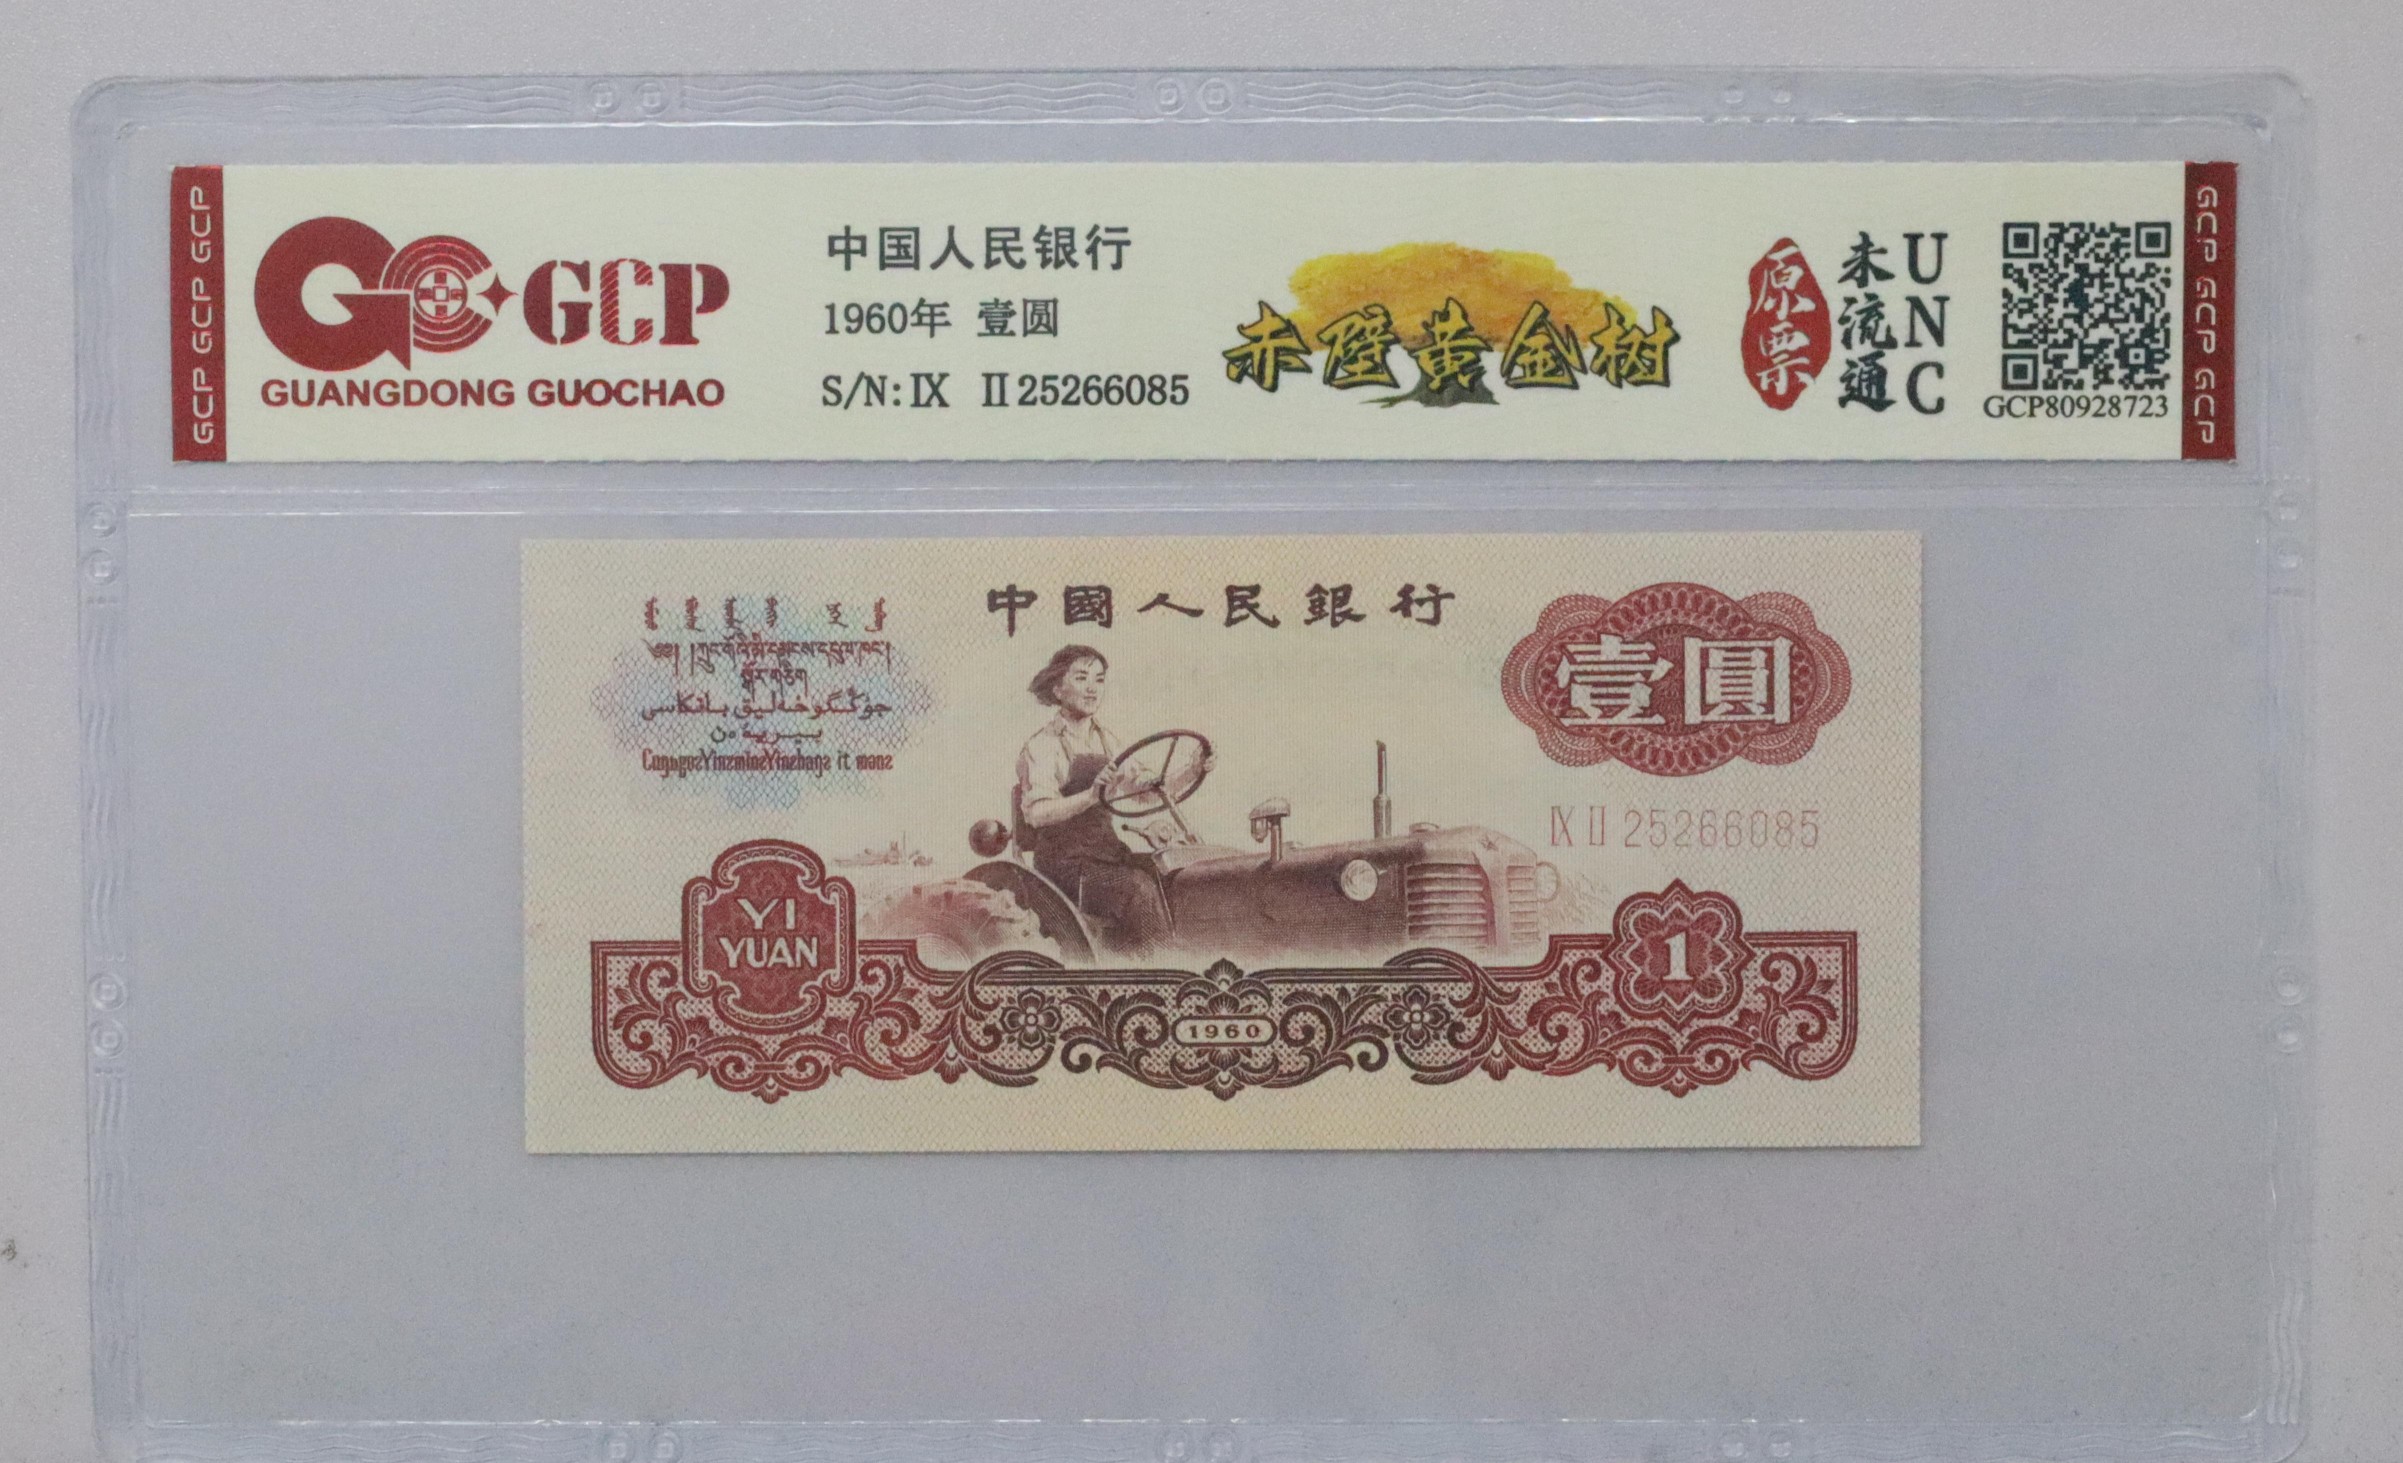 GCP GCP GCP
GCP
GUANGDONG GUOCHAO
中国人民银行
1960年 壹圆
S/N: IX II 25266085
赤壁黄金树
原票
未流通
UNC
GCP80928723
GCP GCP GCP
中國人民銀行
壹圓
IX II 25266085
YI
YUAN
1
1960